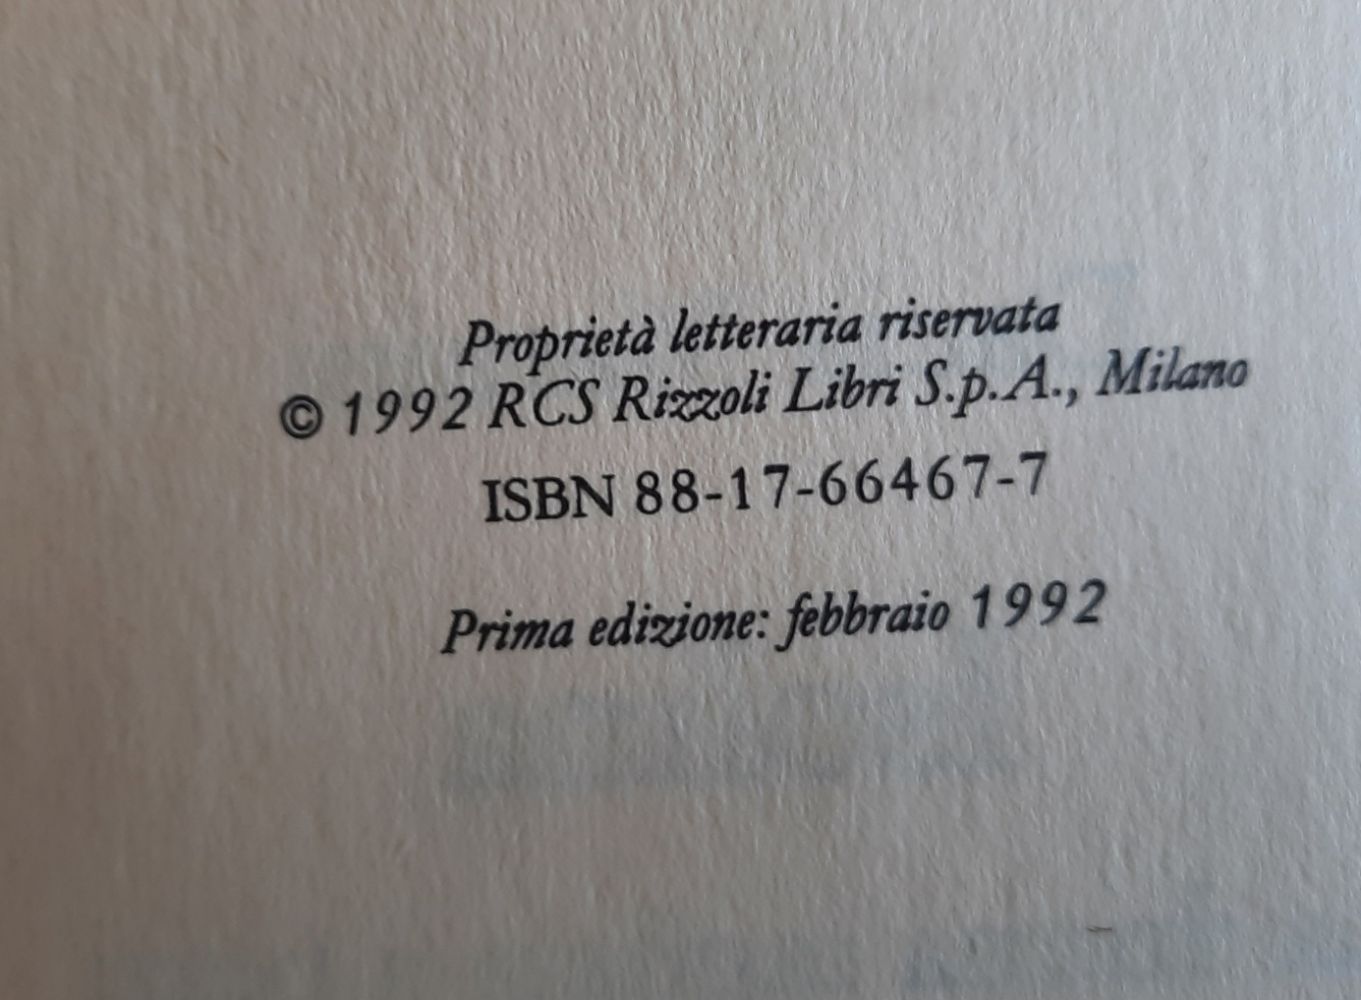 Proprietà letteraria riservata
© 1992 RCS Rizzoli Libri S.p.A., Milano
ISBN 88-17-66467-7
Prima edizione: febbraio 1992